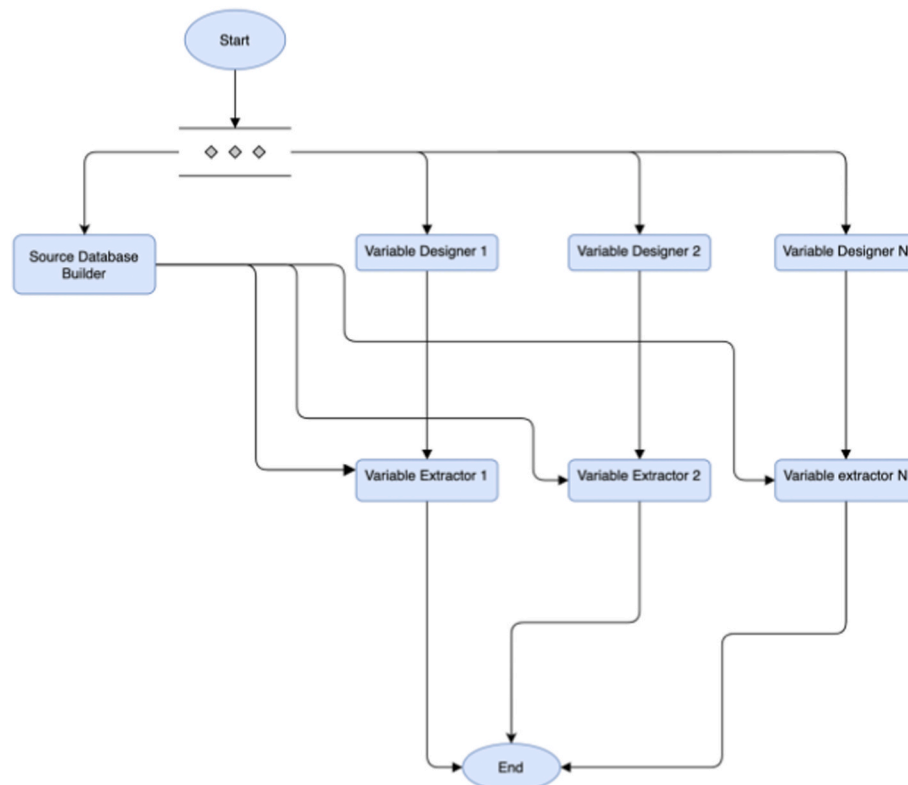 Start
Source Database
Builder
Variable Designer 1
Variable Designer 2
Variable Designer N
Variable Extractor 1
Variable Extractor 2
Variable extractor N
End